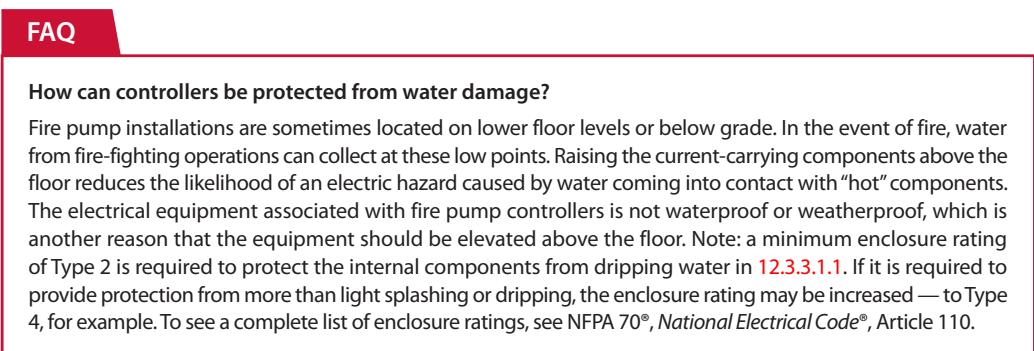 FAQ
How can controllers be protected from water damage?
Fire pump installations are sometimes located on lower floor levels or below grade. In the event of fire, water
from fire-fighting operations can collect at these low points. Raising the current-carrying components above the
floor reduces the likelihood of an electric hazard caused by water coming into contact with “hot” components.
The electrical equipment associated with fire pump controllers is not waterproof or weatherproof, which is
another reason that the equipment should be elevated above the floor. Note: a minimum enclosure rating
of Type 2 is required to protect the internal components from dripping water in 12.3.3.1.1. If it is required to
provide protection from more than light splashing or dripping, the enclosure rating may be increased — to Type
4, for example. To see a complete list of enclosure ratings, see NFPA 70®, National Electrical Code®, Article 110.